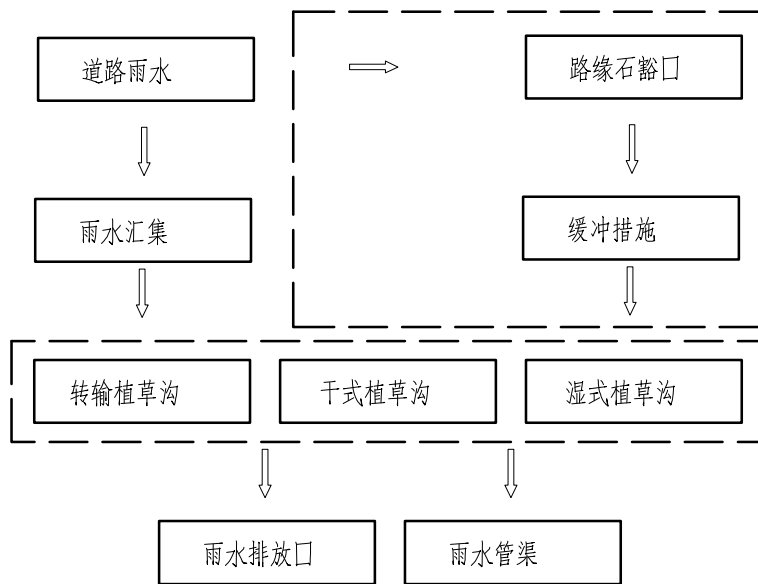 道路雨水
路缘石豁口
雨水汇集
缓冲措施
转输植草沟
干式植草沟
湿式植草沟
雨水排放口
雨水管渠